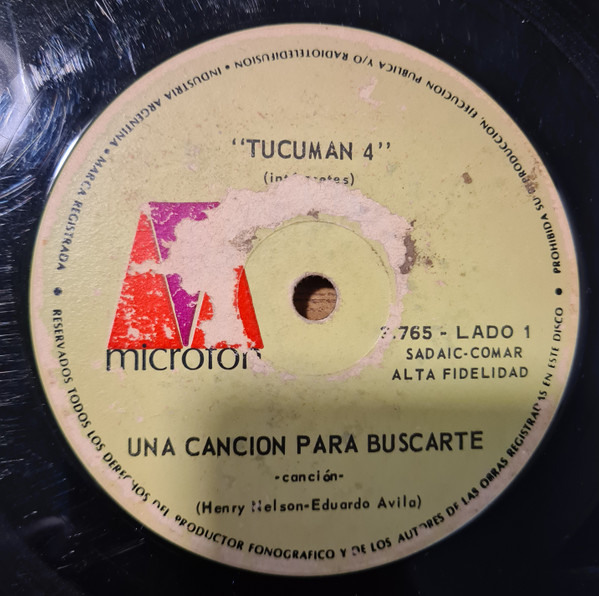 "TUCUMAN 4"
microfon
765 - LADO 1
SADAIC-COMAR
ALTA FIDELIDAD
UNA CANCION PARA BUSCARTE
-canción-
(Henry Nelson-Eduardo Avila)
INDUSTRIA ARGENTINA • MARCA REGISTRADA •
RESERVADOS TODOS LOS DERECHOS DEL PRODUCTOR FONOGRAFICO Y DE LOS AUTORES DE LAS OBRAS REGISTRADAS EN ESTE DISCO •
PROHIBIDA SU REPRODUCCION, EJECUCION PUBLICA Y/O RADIOTELEDIFUSION •